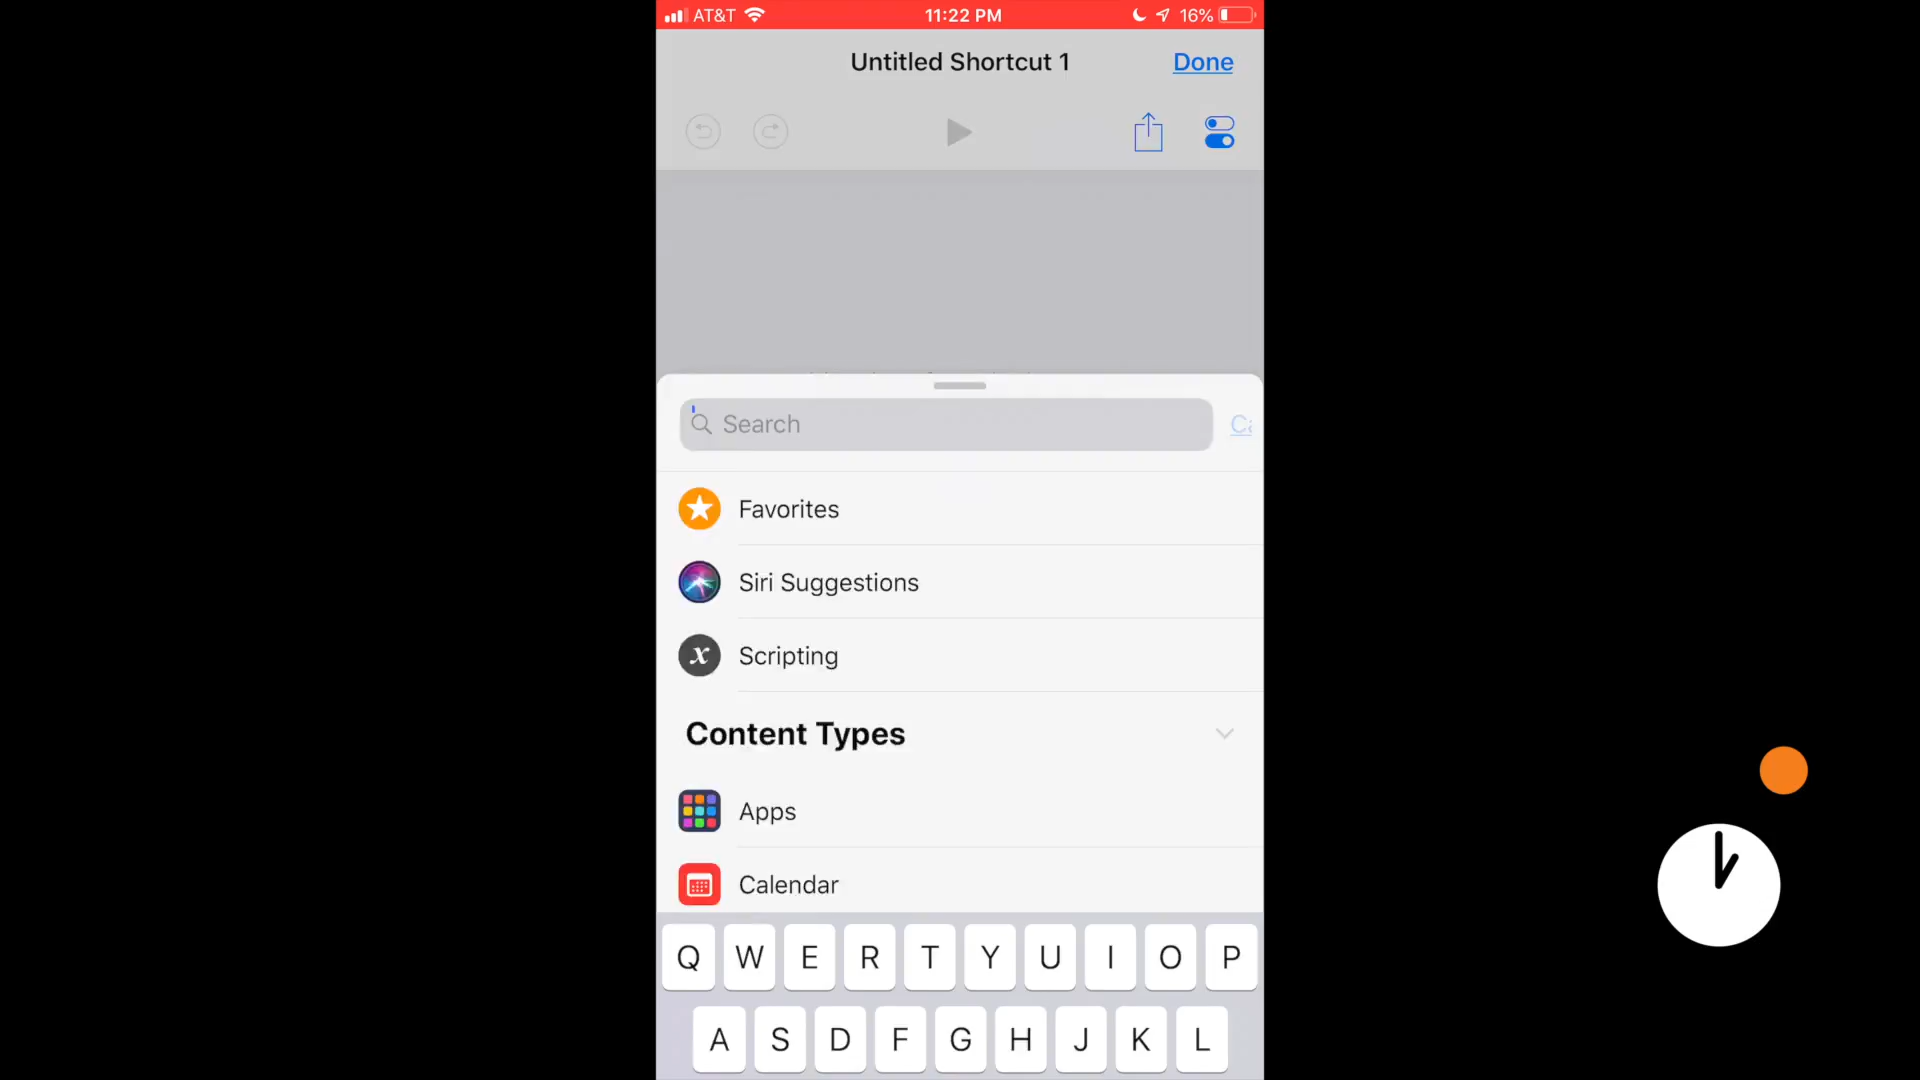 AT&T 11:22 PM 16%
Untitled Shortcut 1 Done
Search
Favorites
Siri Suggestions
x Scripting
Content Types
Apps
Calendar
Q W E R T Y U I O P
A S D F G H J K L